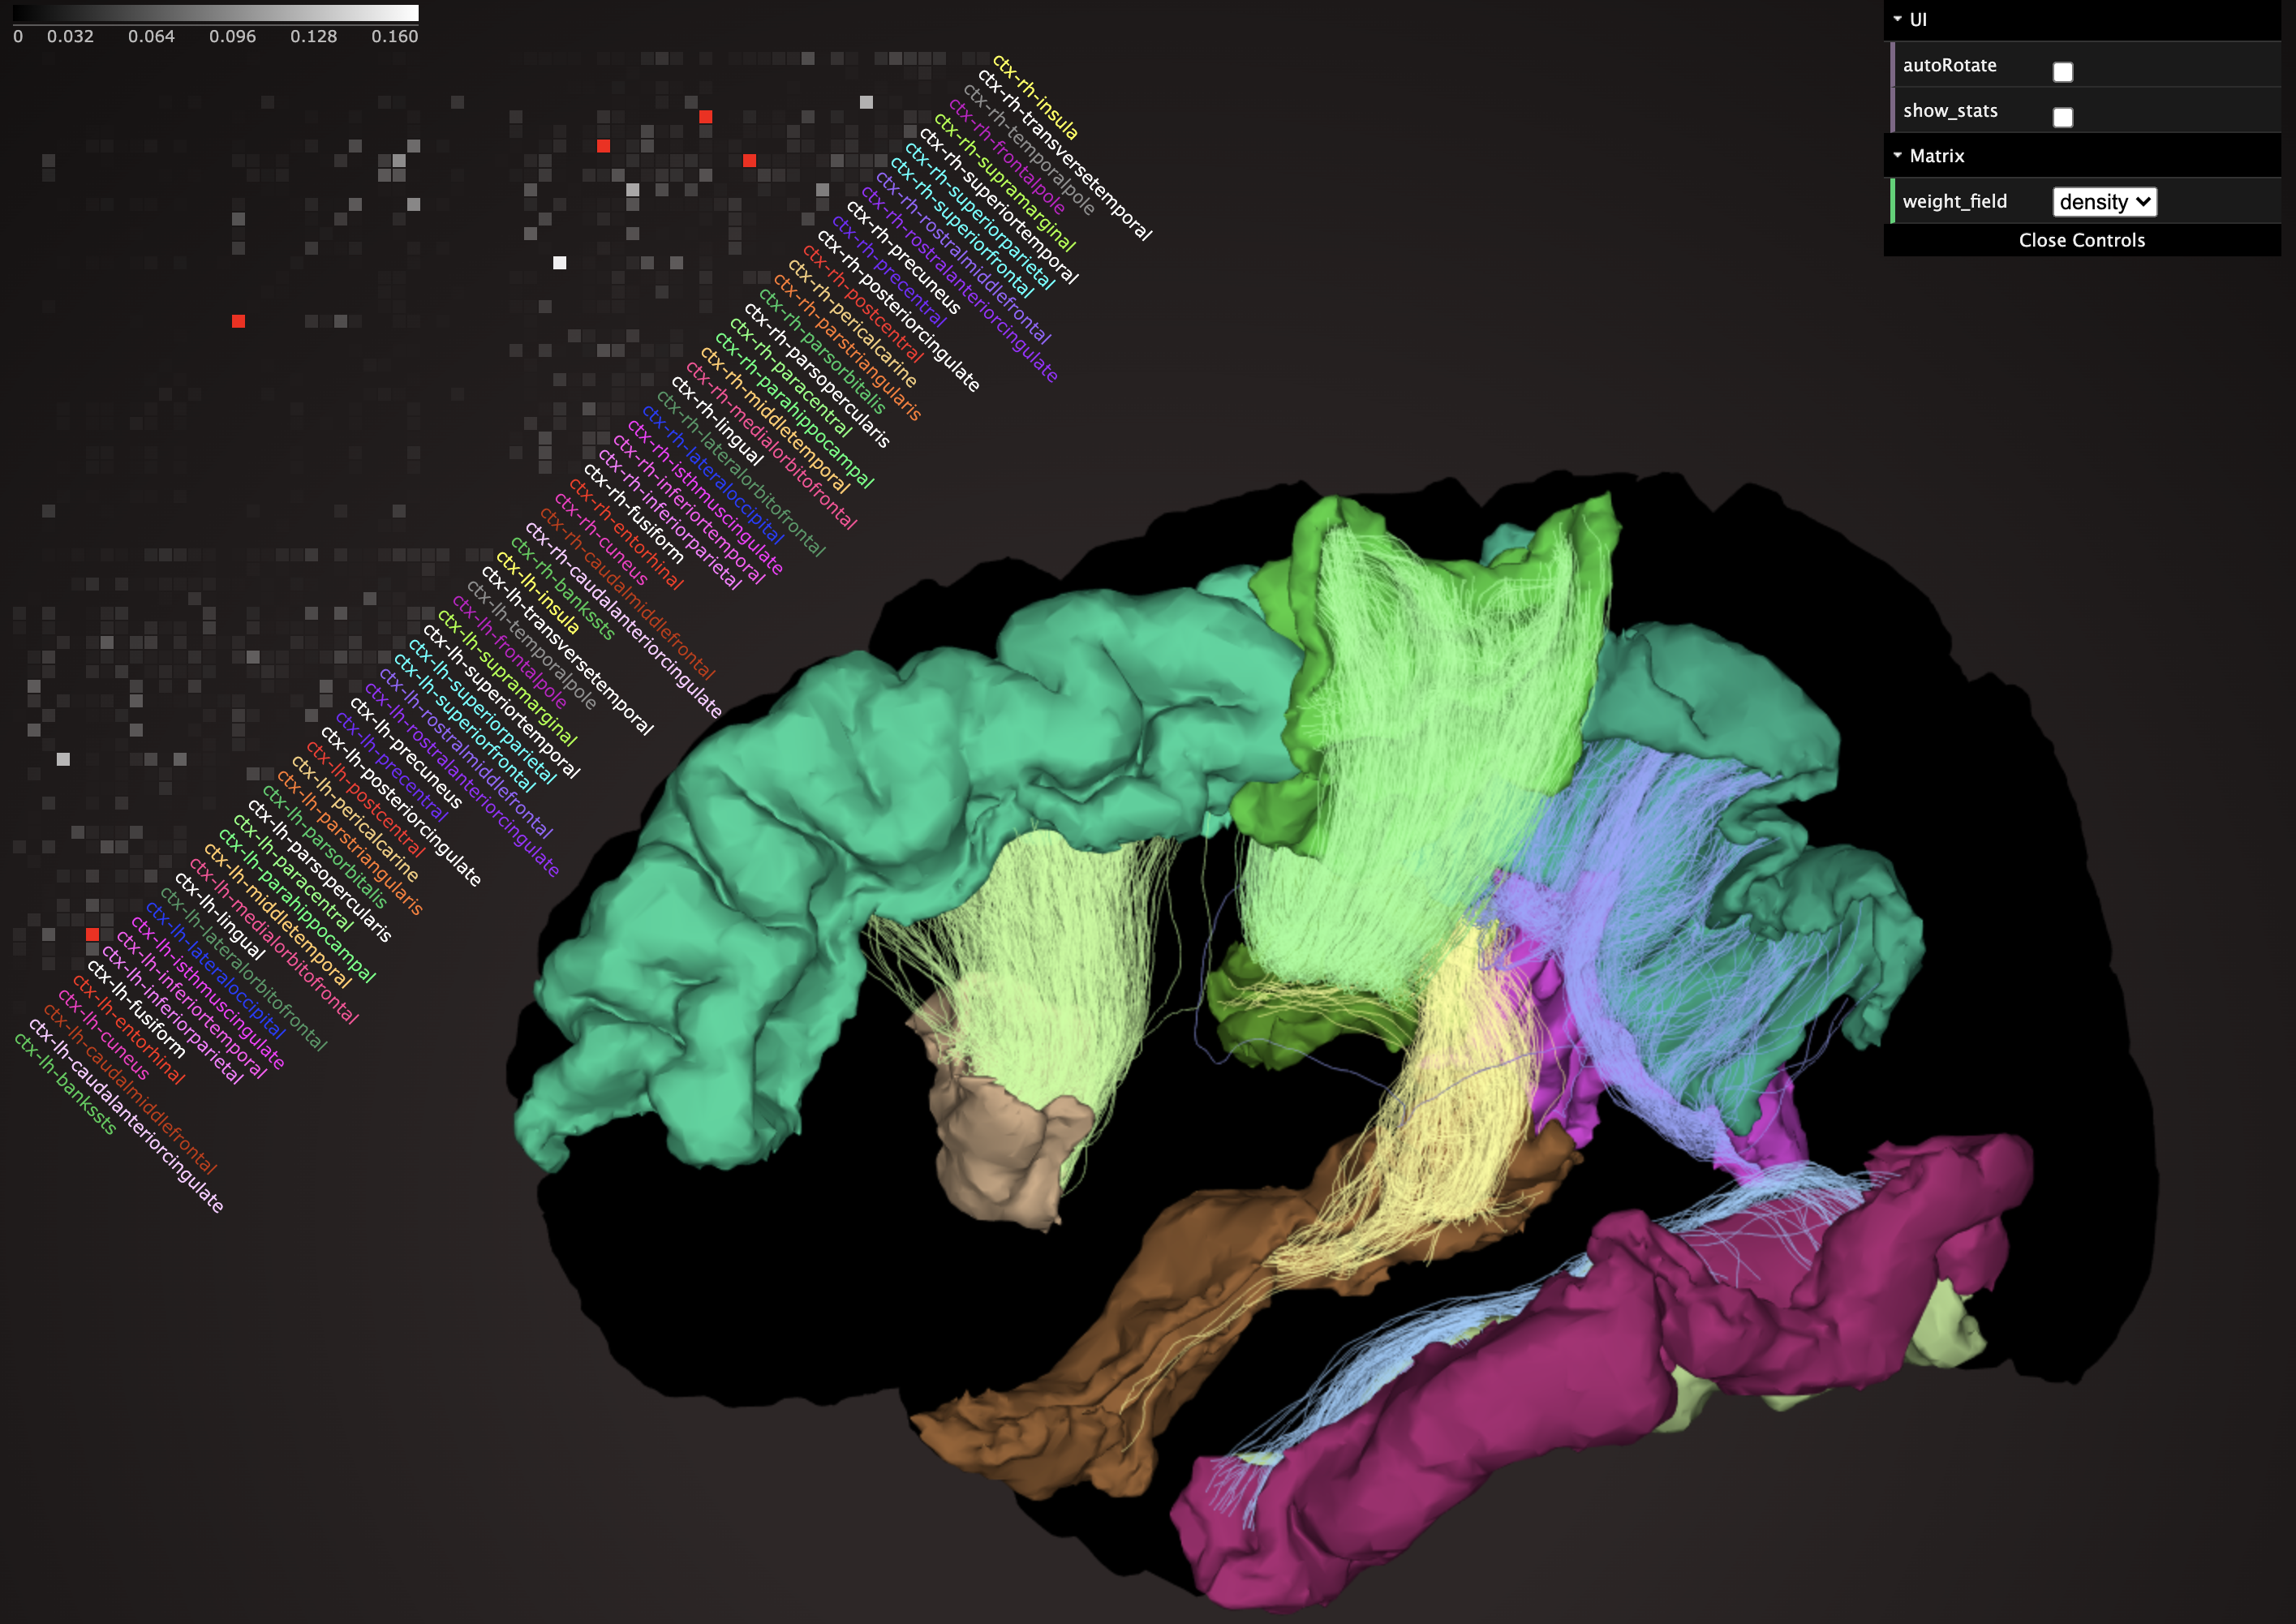 0 0.032 0.064 0.096 0.128 0.160
UI
autoRotate
show_stats
Matrix
weight_field density
Close Controls
ctx-rh-insula
ctx-rh-transversetemporal
ctx-rh-temporalpole
ctx-rh-frontalpole
ctx-rh-supramarginal
ctx-rh-superiortemporal
ctx-rh-superiorparietal
ctx-rh-superiorfrontal
ctx-rh-rostralmiddlefrontal
ctx-rh-rostralanteriorcingulate
ctx-rh-precuneus
ctx-rh-precentral
ctx-rh-posteriorcingulate
ctx-rh-postcentral
ctx-rh-pericalcarine
ctx-rh-parstriangularis
ctx-rh-parsorbitalis
ctx-rh-parsopercularis
ctx-rh-paracentral
ctx-rh-parahippocampal
ctx-rh-middletemporal
ctx-rh-medialorbitofrontal
ctx-rh-lingual
ctx-rh-lateralorbitofrontal
ctx-rh-lateraloccipital
ctx-rh-isthmuscingulate
ctx-rh-inferiortemporal
ctx-rh-inferiorparietal
ctx-rh-fusiform
ctx-rh-entorhinal
ctx-rh-cuneus
ctx-rh-caudalmiddlefrontal
ctx-rh-caudalanteriorcingulate
ctx-rh-bankssts
ctx-lh-insula
ctx-lh-transversetemporal
ctx-lh-temporalpole
ctx-lh-frontalpole
ctx-lh-supramarginal
ctx-lh-superiortemporal
ctx-lh-superiorparietal
ctx-lh-superiorfrontal
ctx-lh-rostralmiddlefrontal
ctx-lh-rostralanteriorcingulate
ctx-lh-precuneus
ctx-lh-precentral
ctx-lh-posteriorcingulate
ctx-lh-postcentral
ctx-lh-pericalcarine
ctx-lh-parstriangularis
ctx-lh-parsorbitalis
ctx-lh-parsopercularis
ctx-lh-paracentral
ctx-lh-parahippocampal
ctx-lh-middletemporal
ctx-lh-medialorbitofrontal
ctx-lh-lingual
ctx-lh-lateralorbitofrontal
ctx-lh-lateraloccipital
ctx-lh-isthmuscingulate
ctx-lh-inferiortemporal
ctx-lh-inferiorparietal
ctx-lh-fusiform
ctx-lh-entorhinal
ctx-lh-cuneus
ctx-lh-caudalmiddlefrontal
ctx-lh-caudalanteriorcingulate
ctx-lh-bankssts